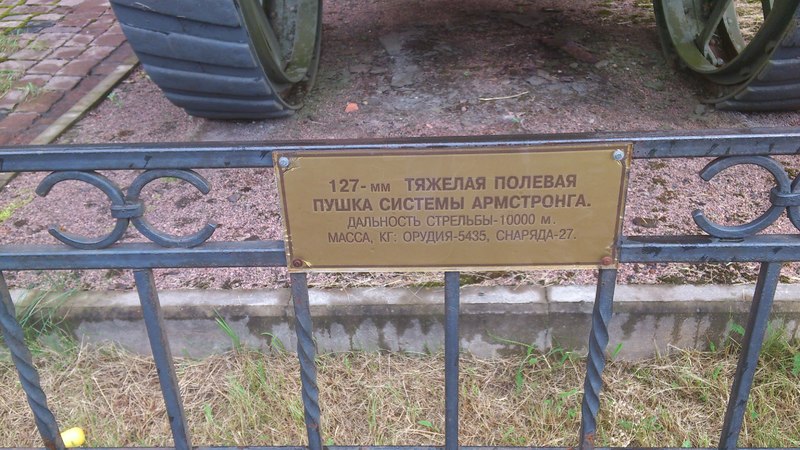 127-мм ТЯЖЕЛАЯ ПОЛЕВАЯ
ПУШКА СИСТЕМЫ АРМСТРОНГА.
ДАЛЬНОСТЬ СТРЕЛЬБЫ-10000 М.
МАССА, КГ: ОРУДИЯ-5435, СНАРЯДА-27.